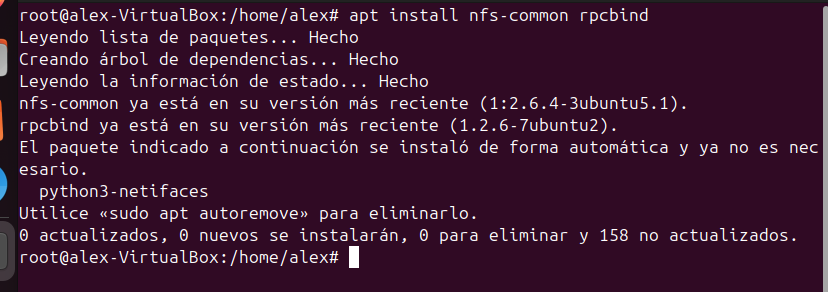 root@alex-VirtualBox:/home/alex# apt install nfs-common rpcbind
Leyendo lista de paquetes... Hecho
Creando árbol de dependencias... Hecho
Leyendo la información de estado... Hecho
nfs-common ya está en su versión más reciente (1:2.6.4-3ubuntu5.1).
rpcbind ya está en su versión más reciente (1.2.6-7ubuntu2).
El paquete indicado a continuación se instaló de forma automática y ya no es nec
esario.
  python3-netifaces
Utilice «sudo apt autoremove» para eliminarlo.
0 actualizados, 0 nuevos se instalarán, 0 para eliminar y 158 no actualizados.
root@alex-VirtualBox:/home/alex#